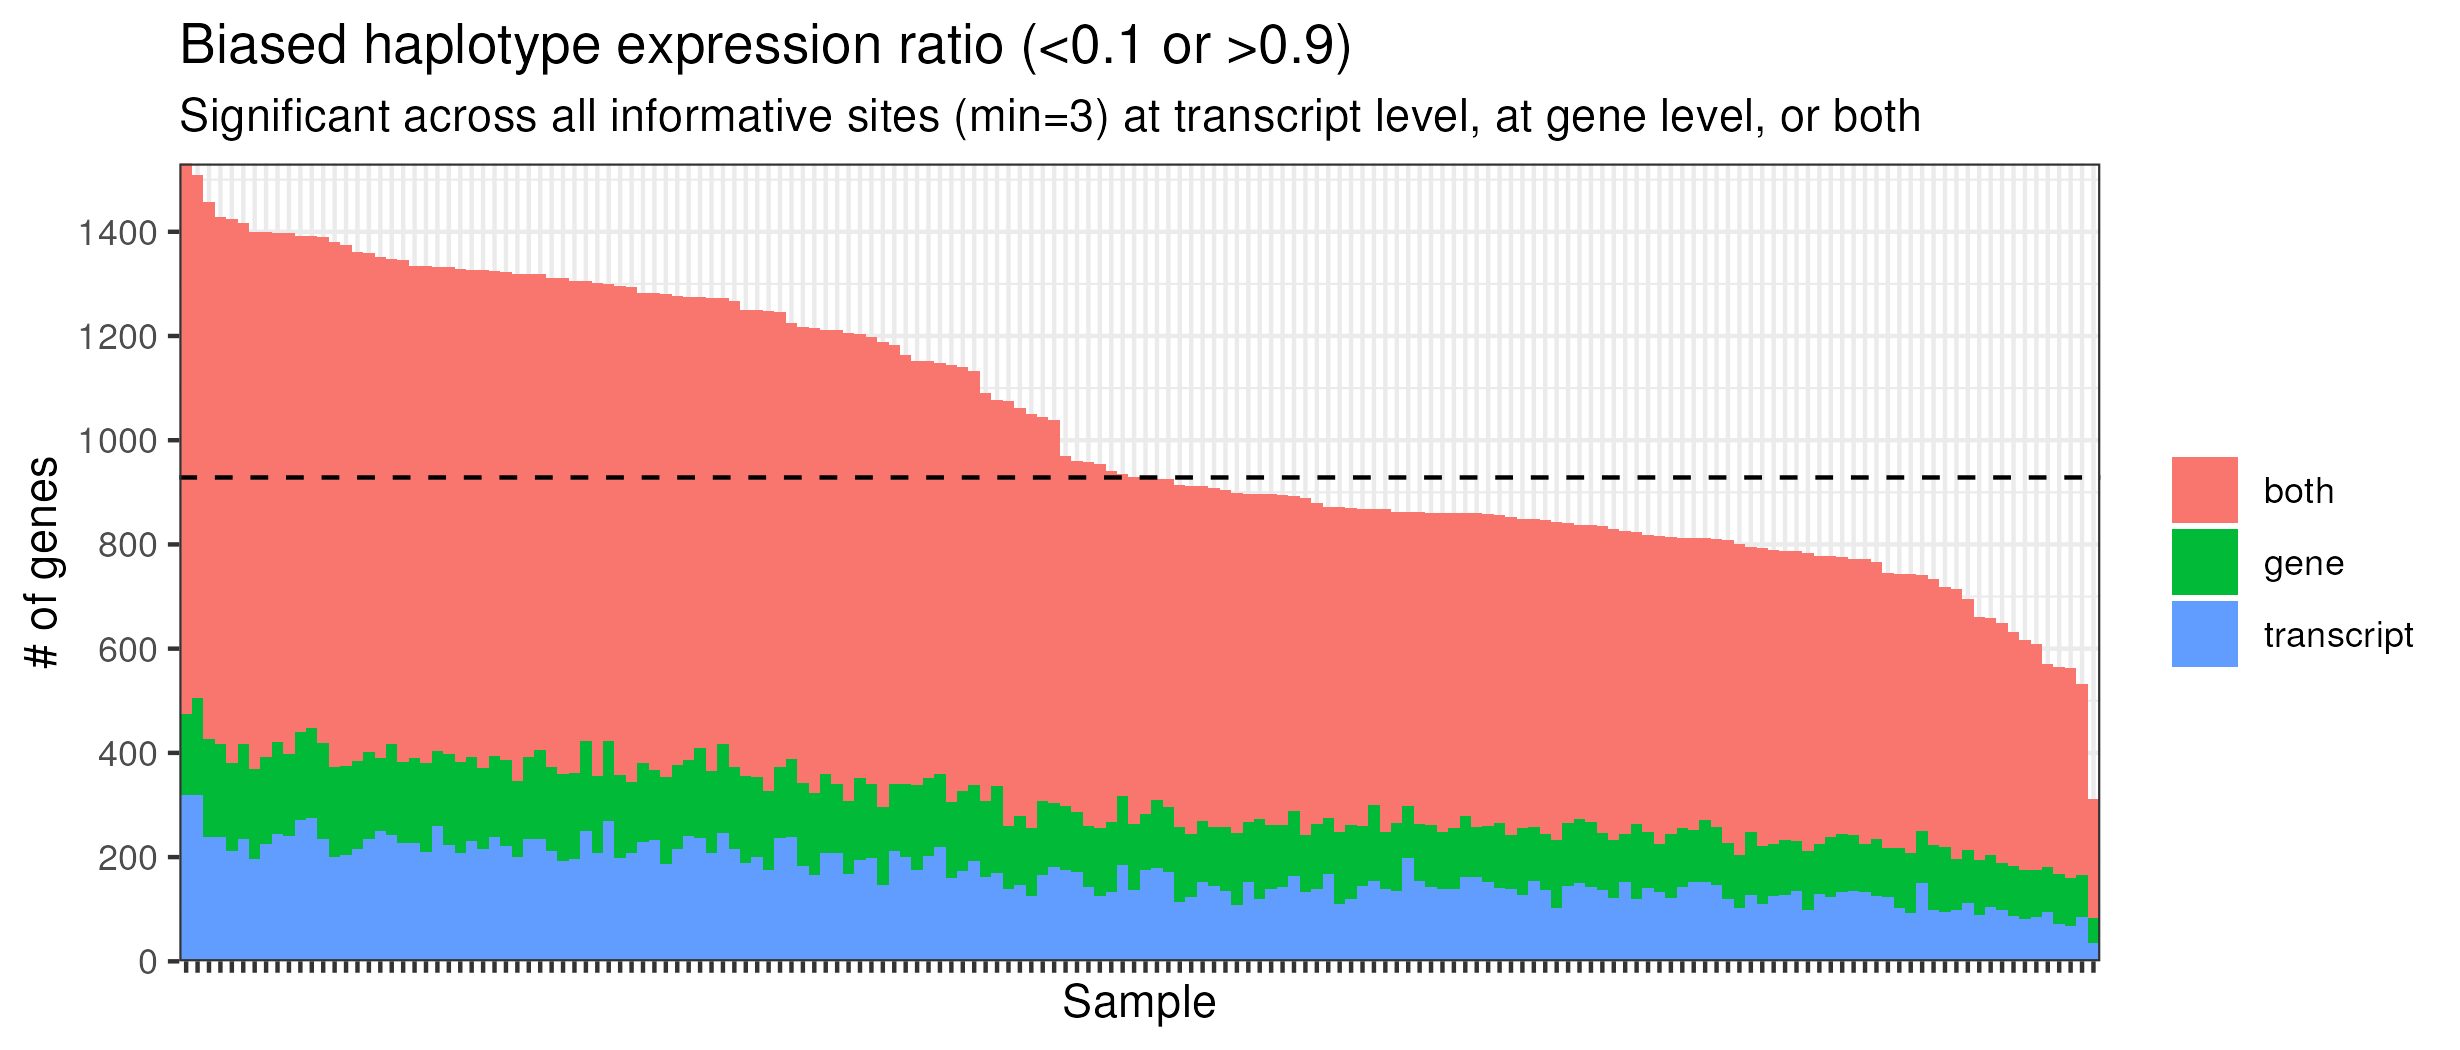 Biased haplotype expression ratio (<0.1 or >0.9)
Significant across all informative sites (min=3) at transcript level, at gene level, or both
1400
1200
1000
800
600
400
200
0
# of genes
Sample
both
gene
transcript